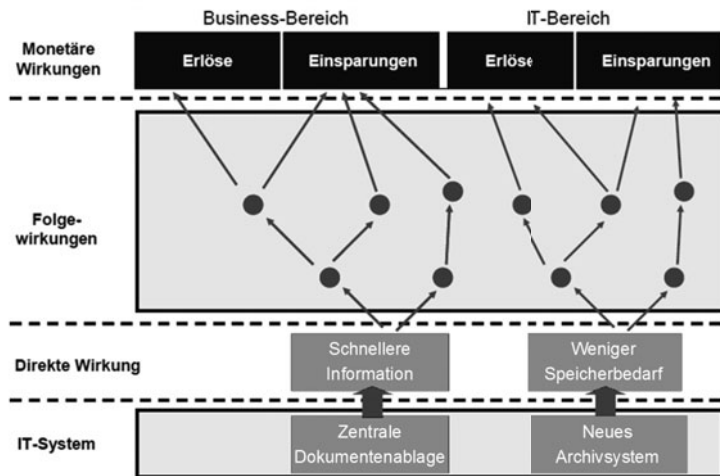 Business-Bereich IT-Bereich
Monetäre
Wirkungen
Erlöse Einsparungen Erlöse Einsparungen
Folge-
wirkungen
Direkte Wirkung
Schnellere
Information
Weniger
Speicherbedarf
IT-System
Zentrale
Dokumentenablage
Neues
Archivsystem